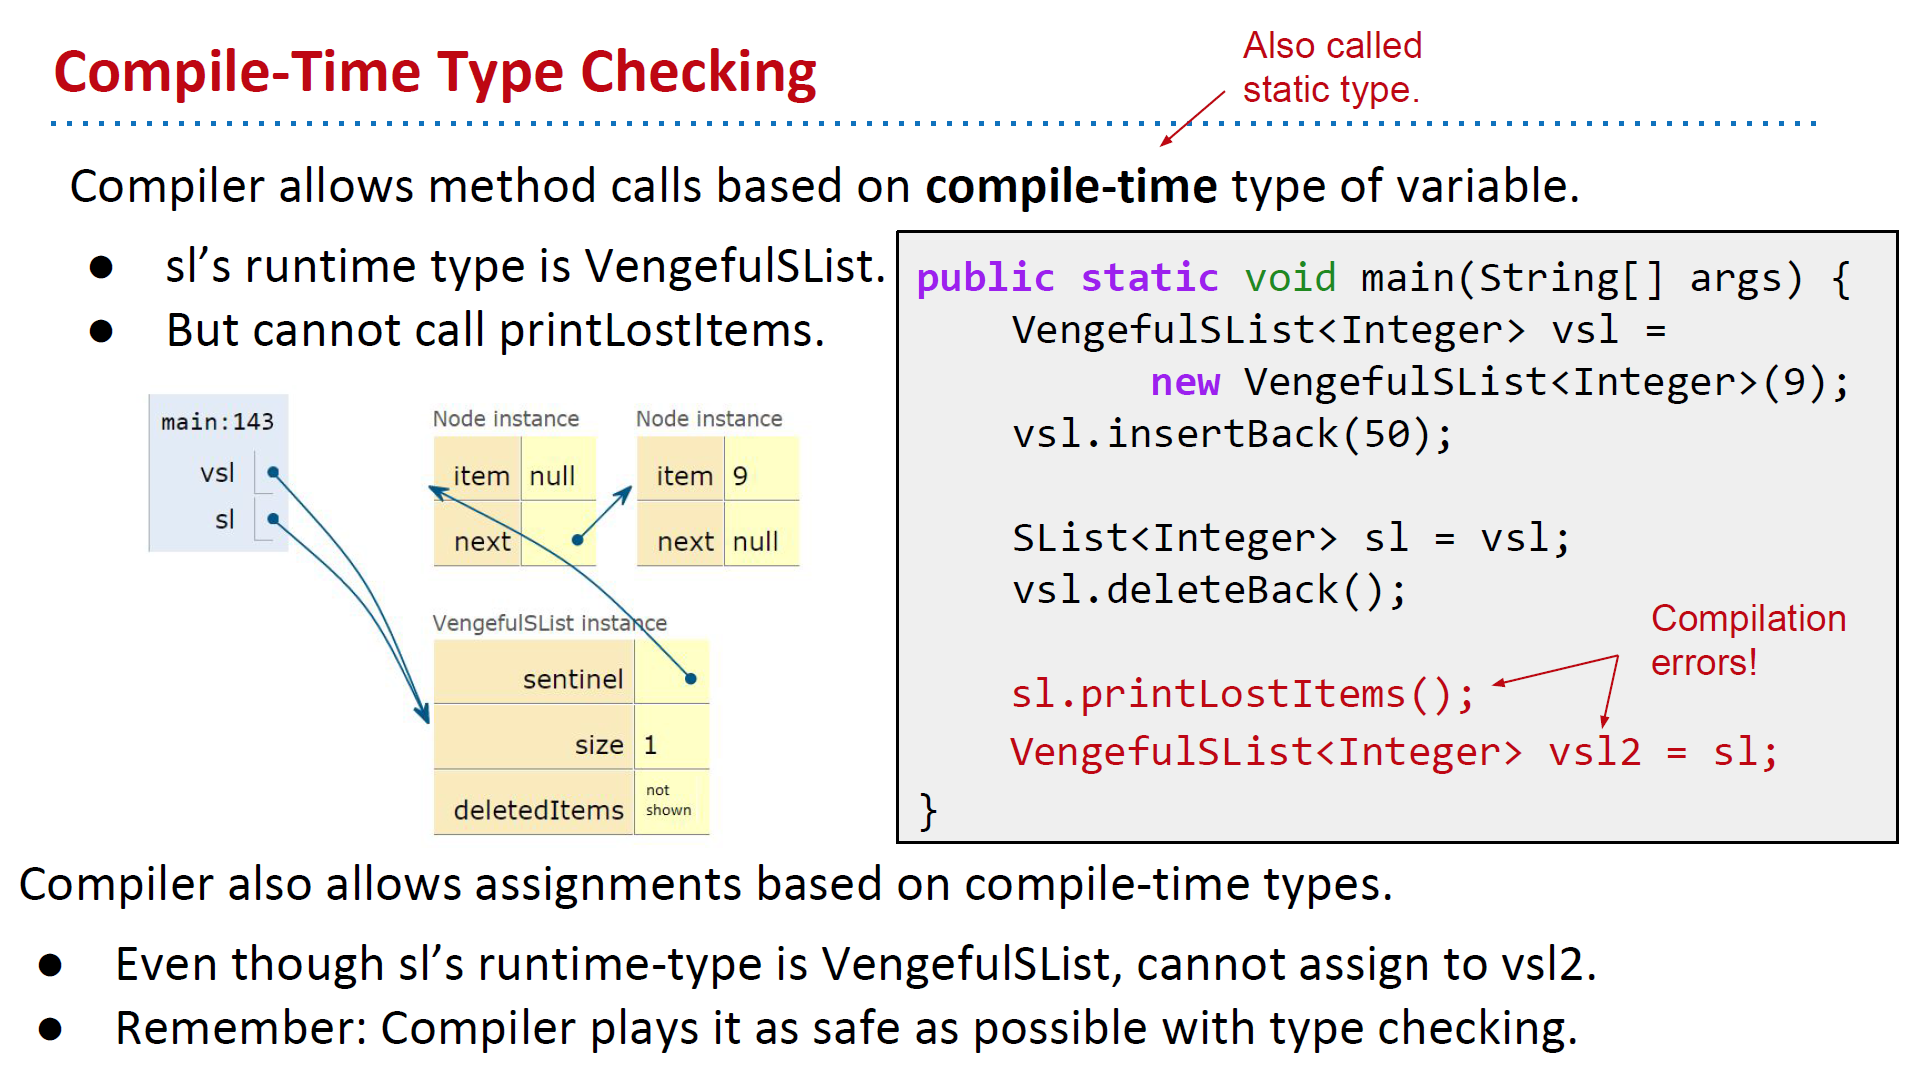 Compile-Time Type Checking
Also called
static type.
Compiler allows method calls based on compile-time type of variable.
● sl’s runtime type is VengefulSList.
● But cannot call printLostItems.
public static void main(String[] args) {
VengefulSList<Integer> vsl =
new VengefulSList<Integer>(9);
vsl.insertBack(50);
SList<Integer> sl = vsl;
vsl.deleteBack();
Compilation
errors!
sl.printLostItems();
VengefulSList<Integer> vsl2 = sl;
}
main:143
vsl
sl
Node instance
item null
next
Node instance
item 9
next null
VengefulSList instance
sentinel
size 1
deletedItems not
shown
Compiler also allows assignments based on compile-time types.
● Even though sl’s runtime-type is VengefulSList, cannot assign to vsl2.
● Remember: Compiler plays it as safe as possible with type checking.